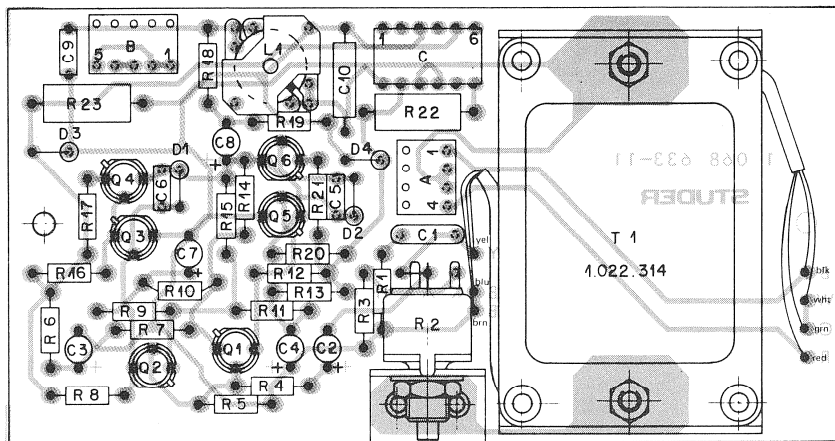 C9
5 B 1
R18
L1
C10
1 C 6
R23
R22
R19
D3
D1
C8
+
Q6
D4
1
A
4
Q4
C6
R14
R21
C5
R17
R15
Q5
D2
Q3
C7
+
R20
C1
yel
R16
R10
R12
R13
R1
blu
brn
R6
R9
R11
R3
R2
R7
C3
+
Q2
Q1
C4
+
C2
+
R8
R4
R5
1 068 633-11
STUDER
T 1
1.022.314
blk
wht
grn
red